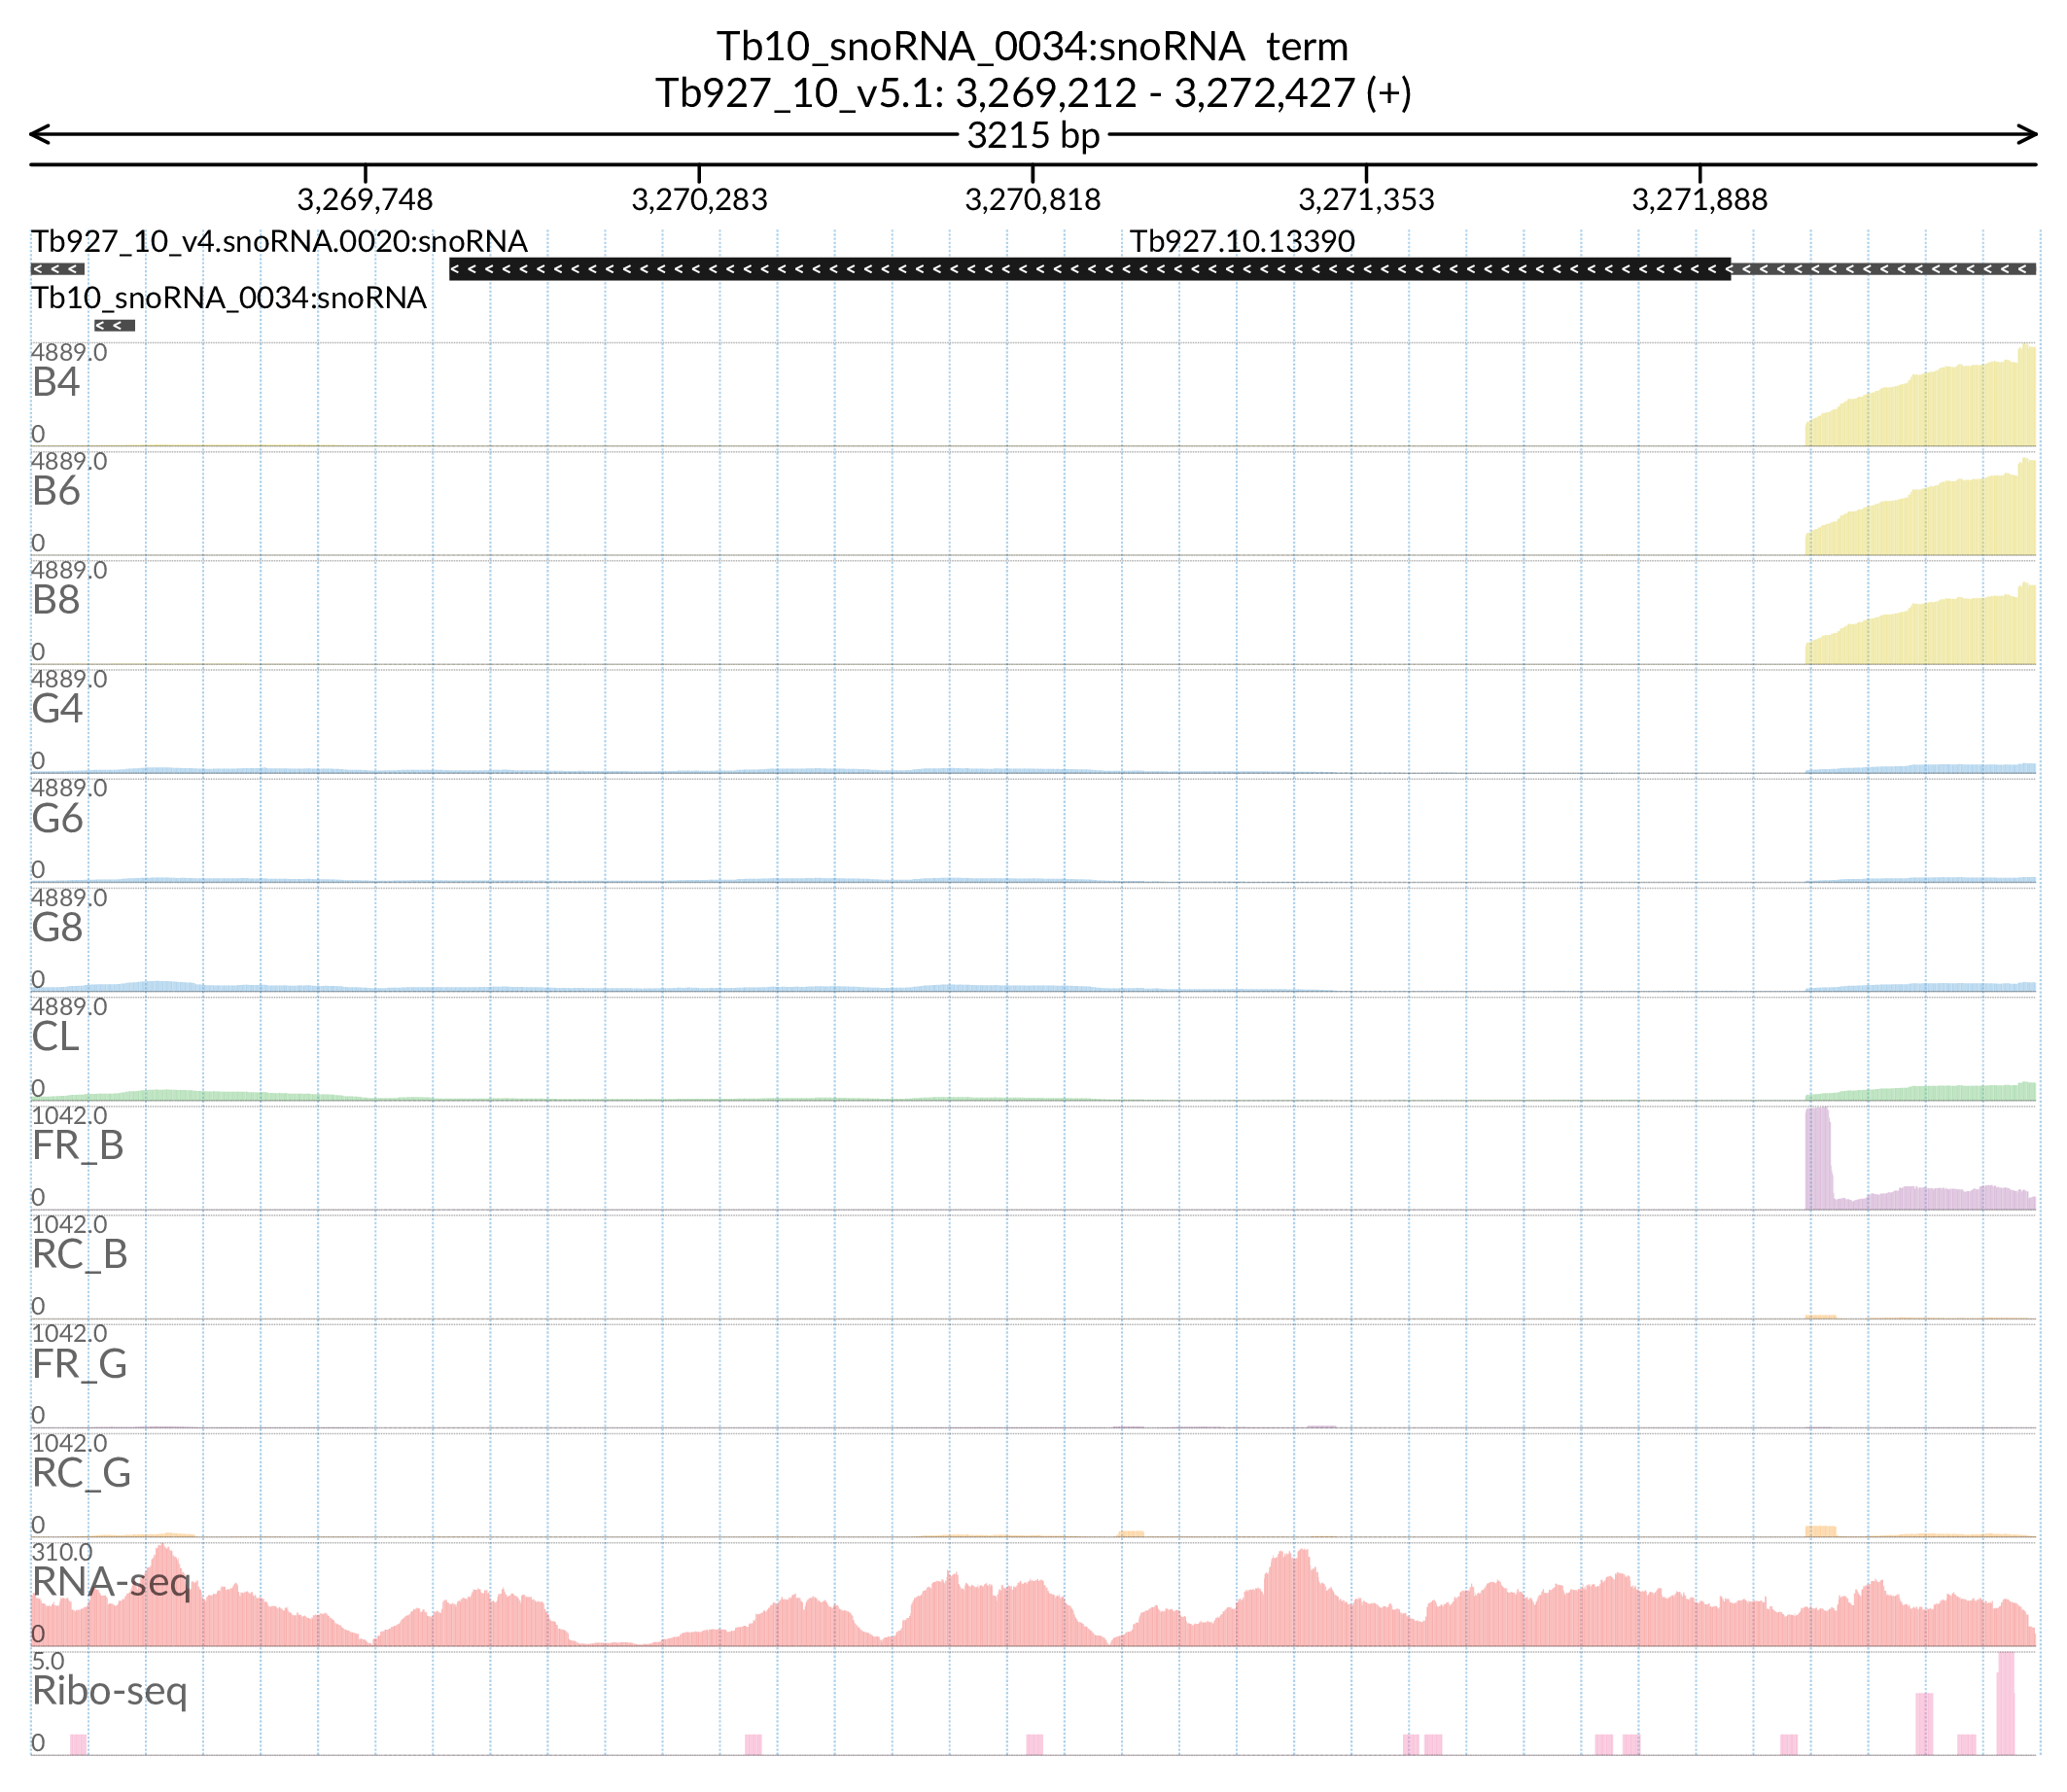 Tb10_snoRNA_0034:snoRNA term
Tb927_10_v5.1: 3,269,212 - 3,272,427 (+)
3215 bp
3,269,748 3,270,283 3,270,818 3,271,353 3,271,888
Tb927_10_v4.snoRNA.0020:snoRNA Tb927.10.13390
Tb10_snoRNA_0034:snoRNA
4889.0
B4
0
4889.0
B6
0
4889.0
B8
0
4889.0
G4
0
4889.0
G6
0
4889.0
G8
0
4889.0
CL
0
1042.0
FR_B
0
1042.0
RC_B
0
1042.0
FR_G
0
1042.0
RC_G
0
310.0
RNA-seq
0
5.0
Ribo-seq
0